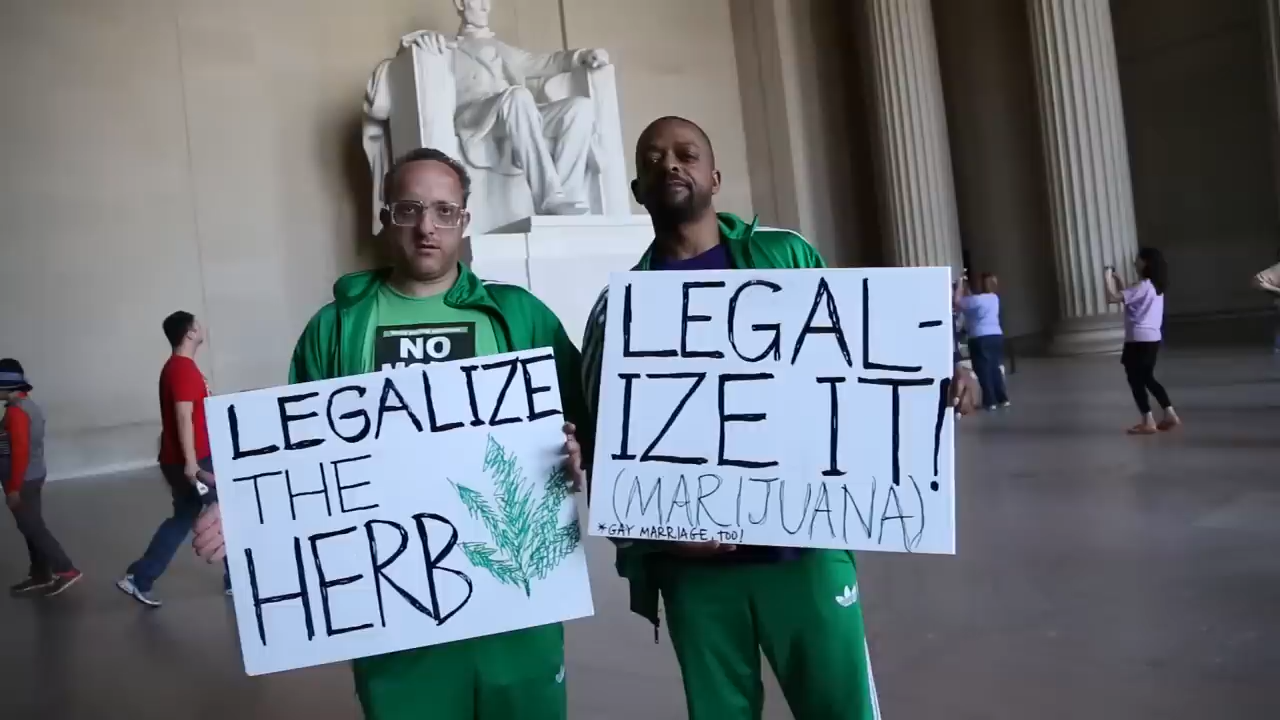 NO
LEGALIZE
THE
HERB
LEGAL-
IZE IT!
(MARIJUANA)
*GAY MARRIAGE, TOO!